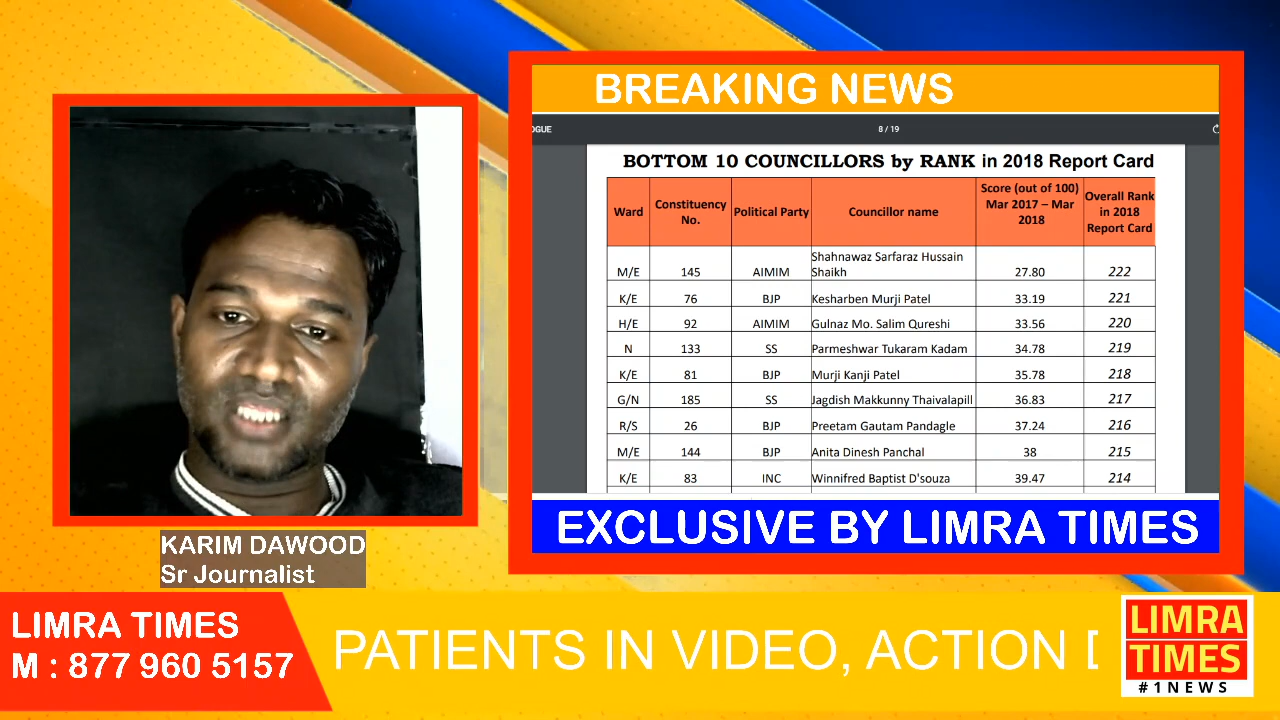 BREAKING NEWS
OGUE
8 / 19
BOTTOM 10 COUNCILLORS by RANK in 2018 Report Card
Ward Constituency No. Political Party Councillor name Score (out of 100) Mar 2017 – Mar 2018 Overall Rank in 2018 Report Card
M/E 145 AIMIM Shahnawaz Sarfaraz Hussain Shaikh 27.80 222
K/E 76 BJP Kesharben Murji Patel 33.19 221
H/E 92 AIMIM Gulnaz Mo. Salim Qureshi 33.56 220
N 133 SS Parmeshwar Tukaram Kadam 34.78 219
K/E 81 BJP Murji Kanji Patel 35.78 218
G/N 185 SS Jagdish Makkunny Thaivalapill 36.83 217
R/S 26 BJP Preetam Gautam Pandagle 37.24 216
M/E 144 BJP Anita Dinesh Panchal 38 215
K/E 83 INC Winnifred Baptist D'souza 39.47 214
EXCLUSIVE BY LIMRA TIMES
KARIM DAWOOD
Sr Journalist
LIMRA TIMES
M : 877 960 5157
PATIENTS IN VIDEO, ACTION
LIMRA
TIMES
#1NEWS